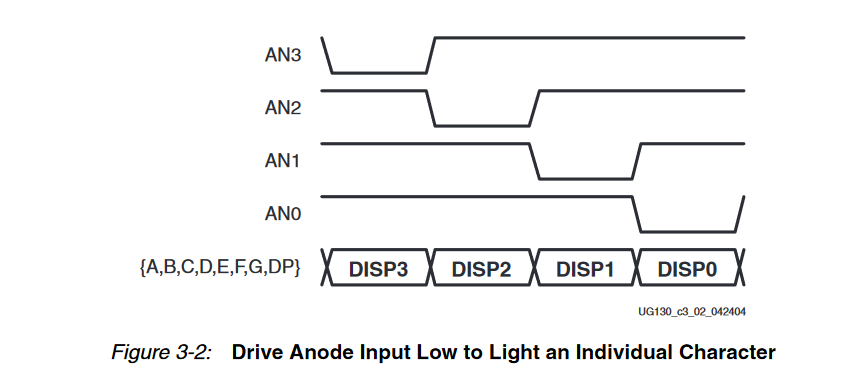 AN3
AN2
AN1
AN0
{A,B,C,D,E,F,G,DP} DISP3 DISP2 DISP1 DISP0
UG130_c3_02_042404
Figure 3-2: Drive Anode Input Low to Light an Individual Character